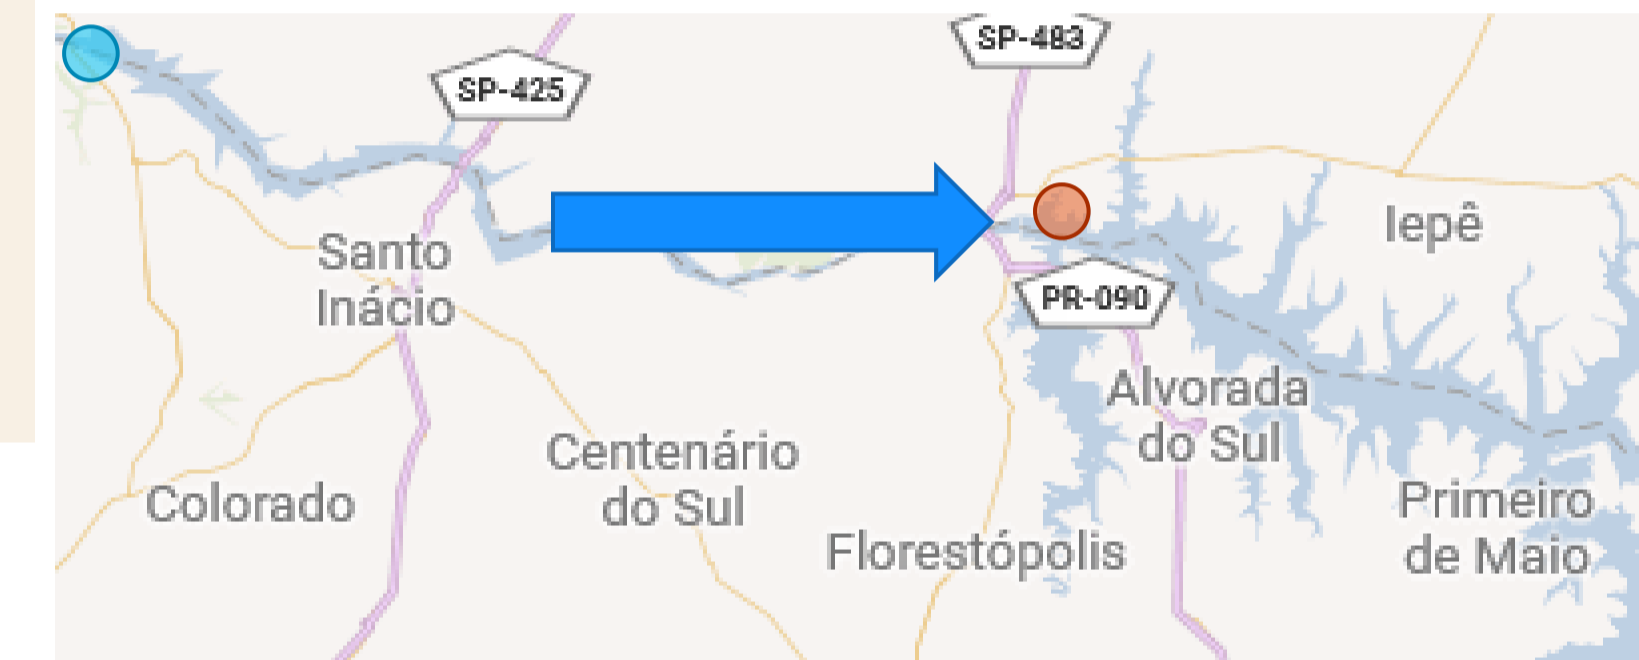 SP-483
SP-425
Iepê
Santo
Inácio
PR-090
Alvorada
do Sul
Centenário
do Sul
Colorado
Primeiro
de Maio
Florestópolis